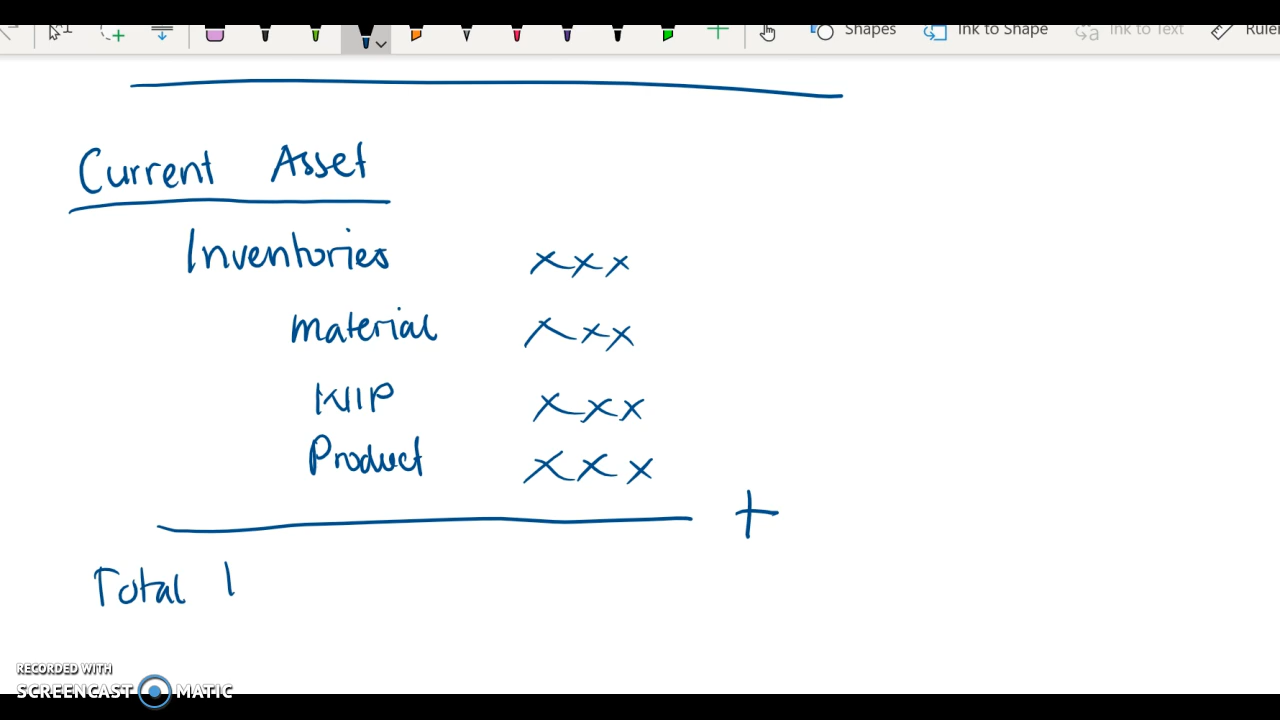 Shapes Ink to Shape Ink to Text Ruler
Current Asset
Inventories xxx
Material xxx
WIP xxx
Product xxx
+
Total I
RECORDED WITH
SCREENCAST MATIC